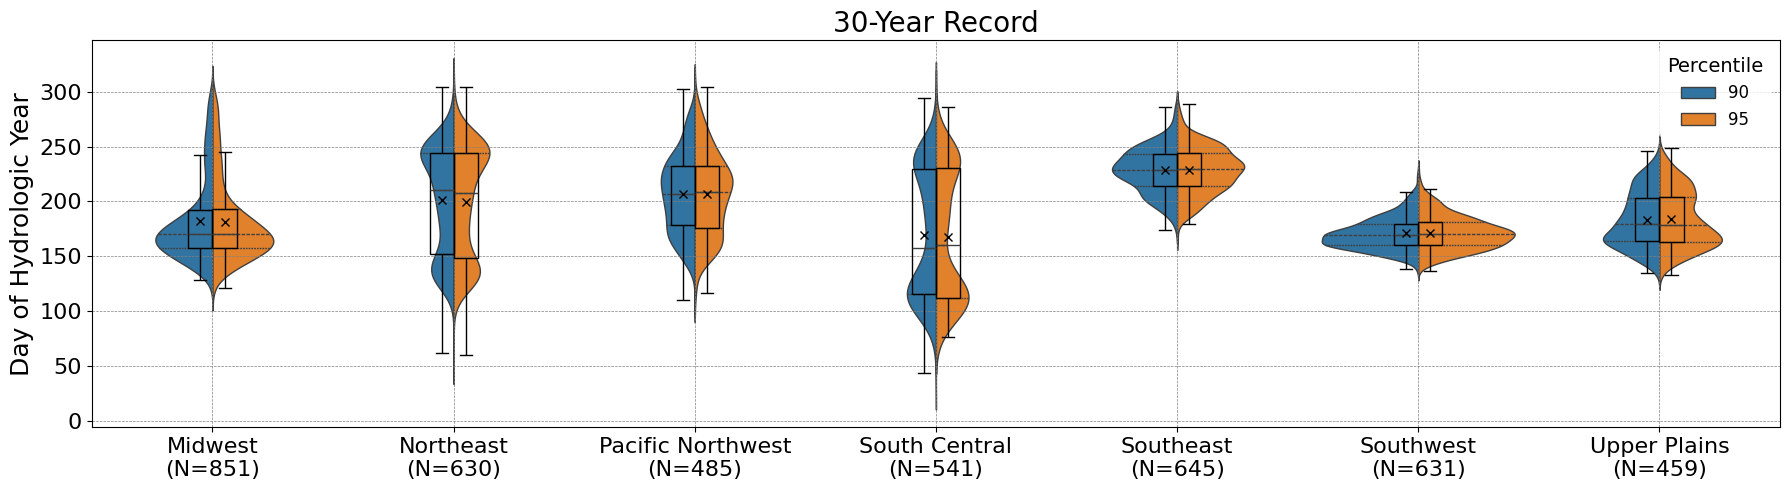 30-Year Record
Day of Hydrologic Year
300
250
200
150
100
50
0
Percentile
90
95
Midwest
(N=851)
Northeast
(N=630)
Pacific Northwest
(N=485)
South Central
(N=541)
Southeast
(N=645)
Southwest
(N=631)
Upper Plains
(N=459)